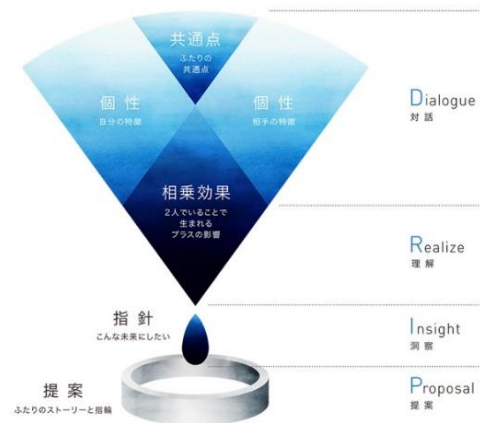 共通点
ふたりの
共通点
個性
自分の特徴
個性
相手の特徴
相乗効果
2人でいることで
生まれる
プラスの影響
指針
こんな未来にしたい
提案
ふたりのストーリーと指輪
Dialogue
対話
Realize
理解
Insight
洞察
Proposal
提案